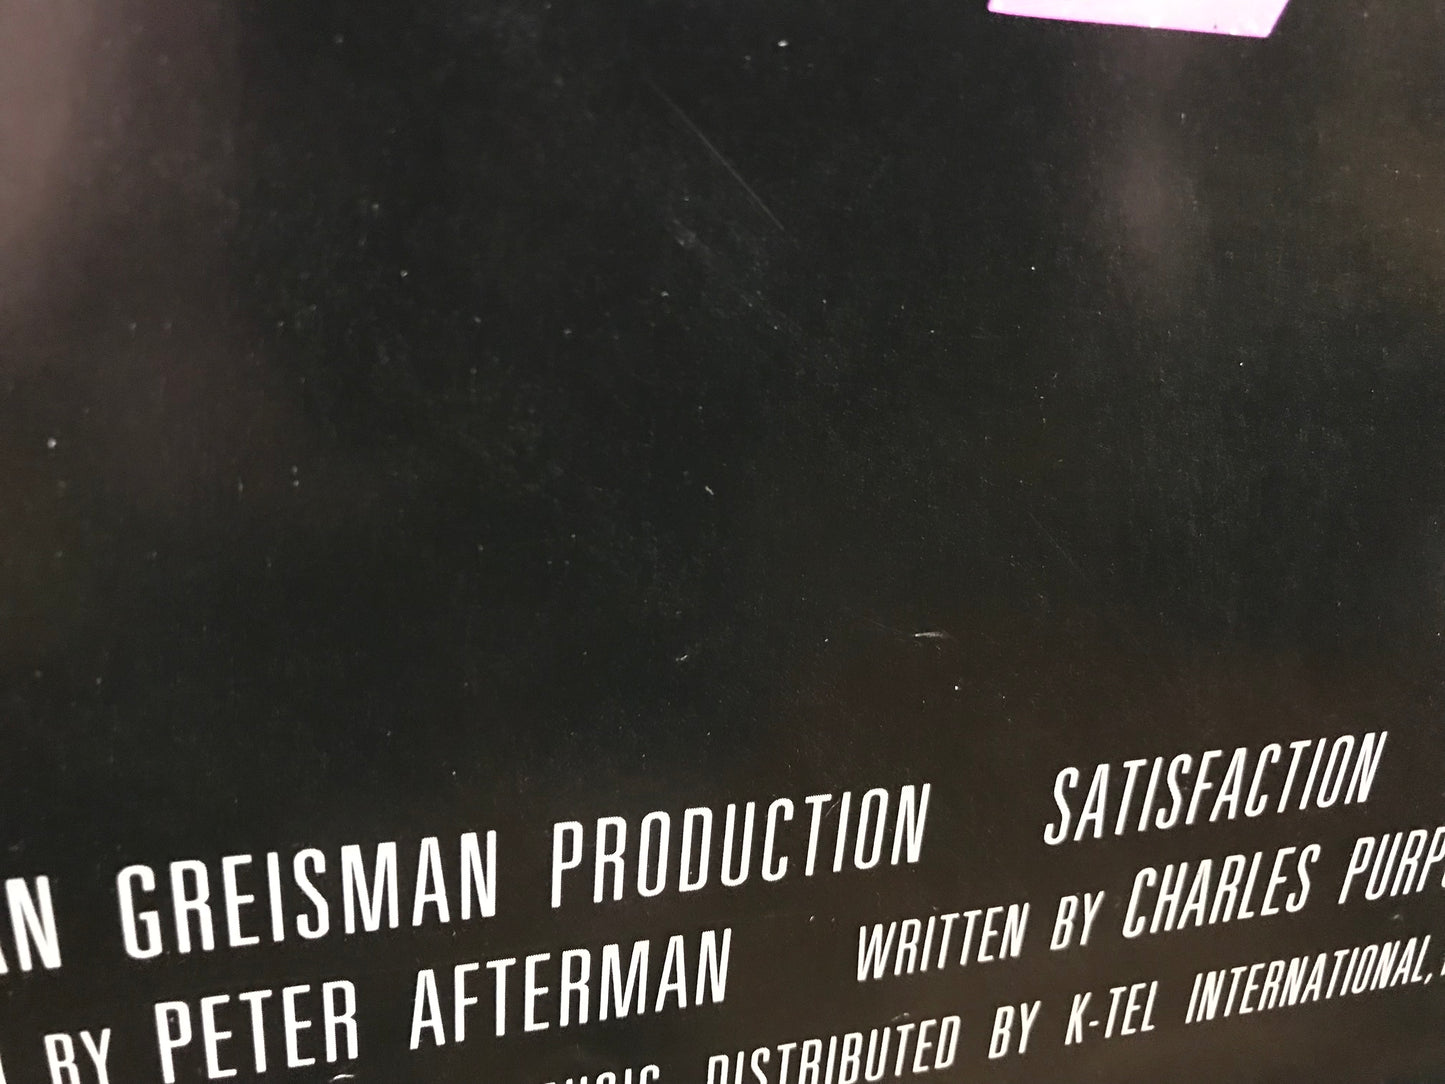 GREISMAN PRODUCTION SATISFACTION
BY PETER AFTERMAN WRITTEN BY CHARLES
DISTRIBUTED BY K-TEL INTERNATIONAL,